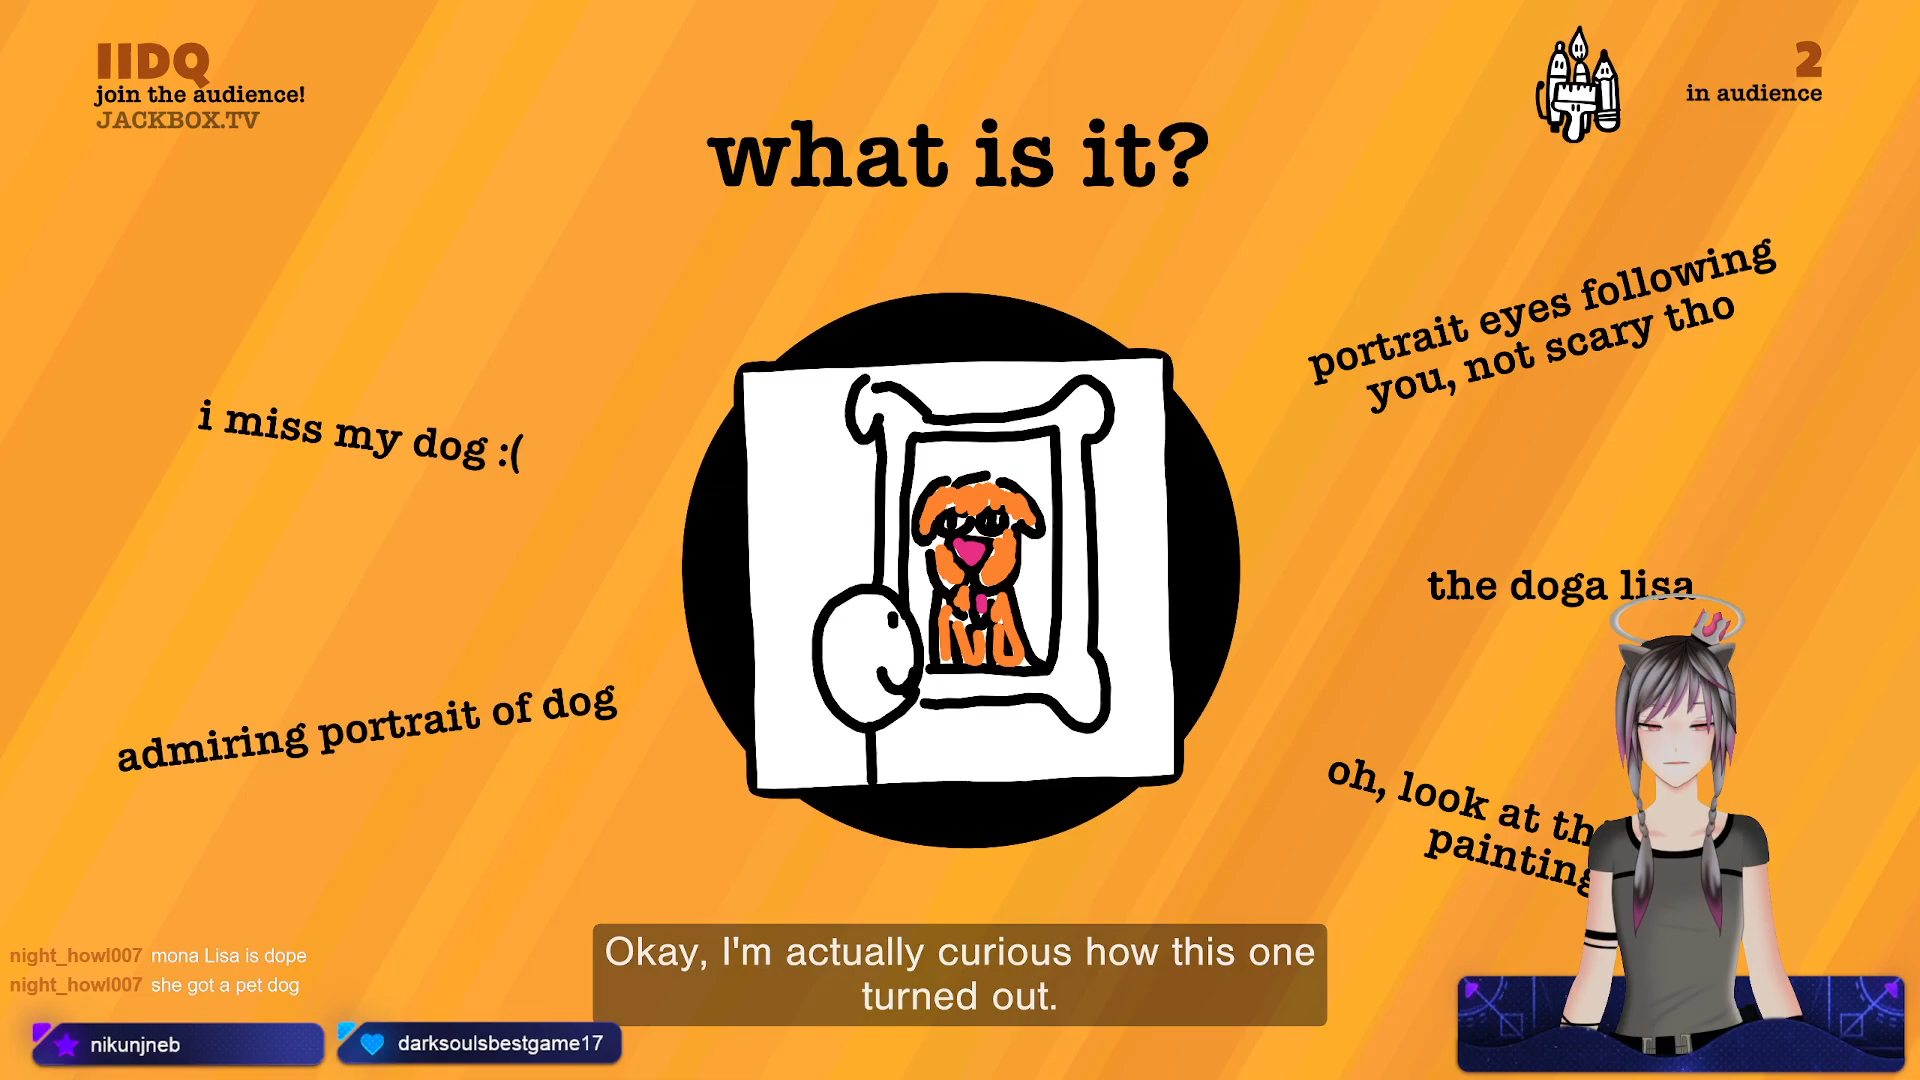 IIDQ
join the audience!
JACKBOX.TV
2
in audience
what is it?
portrait eyes following
you, not scary tho
i miss my dog :(
the doga lisa
admiring portrait of dog
oh, look at
painting
Okay, I'm actually curious how this one
turned out.
night_howl007 mona Lisa is dope
night_howl007 she got a pet dog
nikunjneb
darksoulsbestgame17